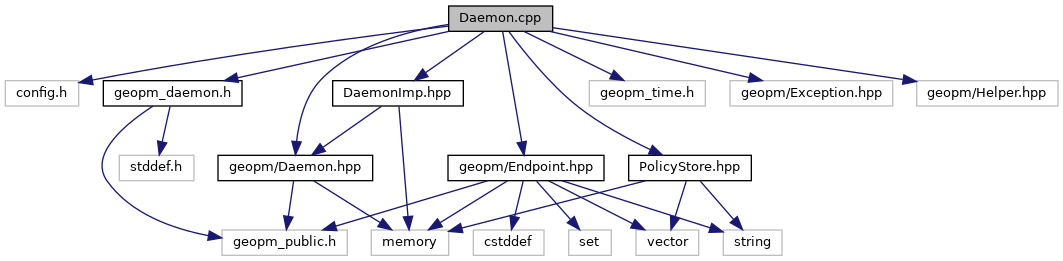 Daemon.cpp
config.h
geopm_daemon.h
DaemonImp.hpp
geopm_time.h
geopm/Exception.hpp
geopm/Helper.hpp
stddef.h
geopm/Daemon.hpp
geopm/Endpoint.hpp
PolicyStore.hpp
geopm_public.h
memory
cstddef
set
vector
string